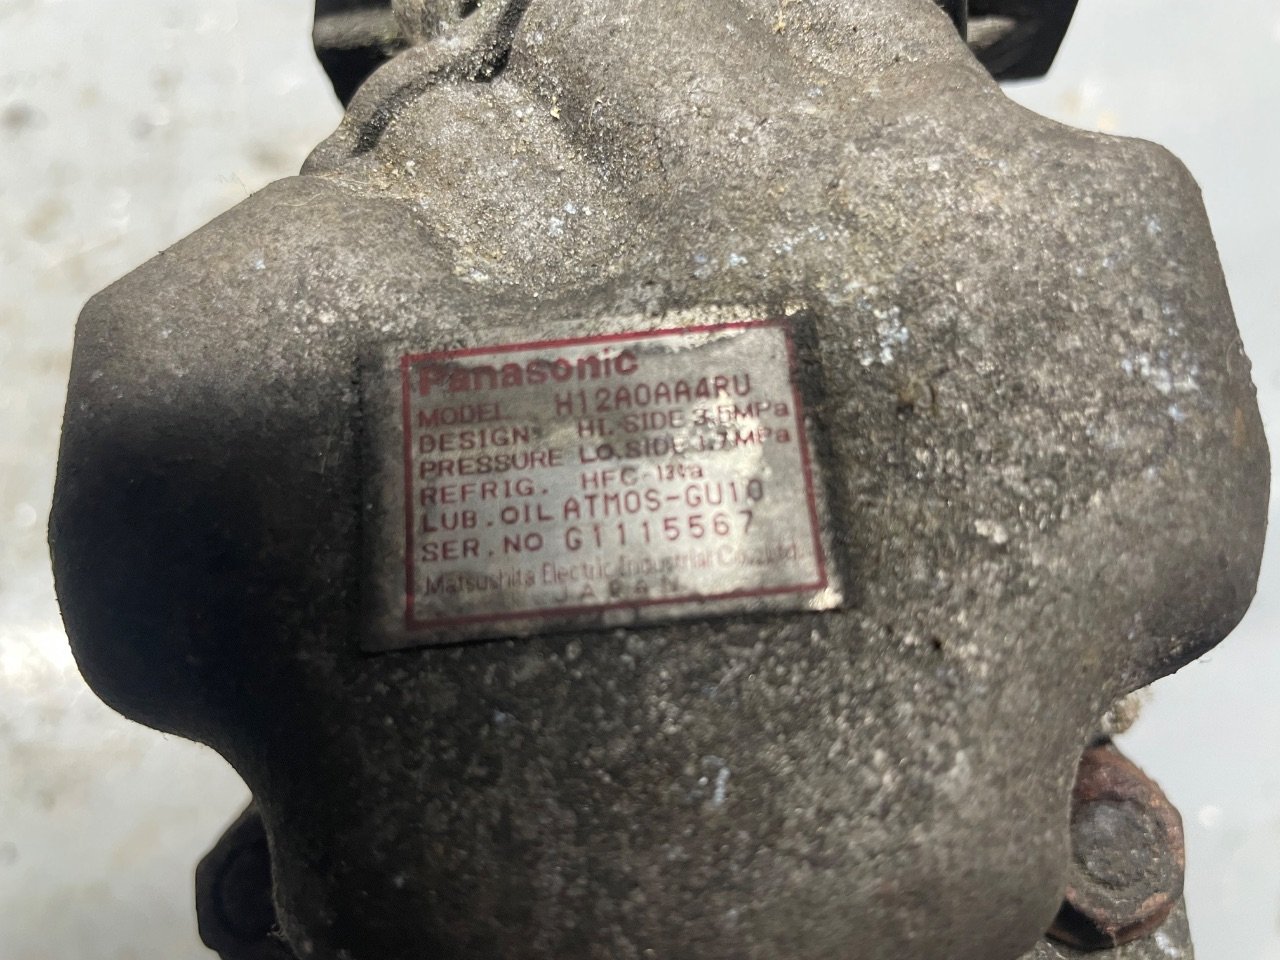 Panasonic
MODEL H12A0AA4RU
DESIGN HI. SIDE 3.5MPa
PRESSURE LO. SIDE 1.7MPa
REFRIG. HFC-134a
LUB. OIL ATMOS-GU10
SER. NO G1115567
Matsushita Electric Industrial Co., Ltd.
JAPAN